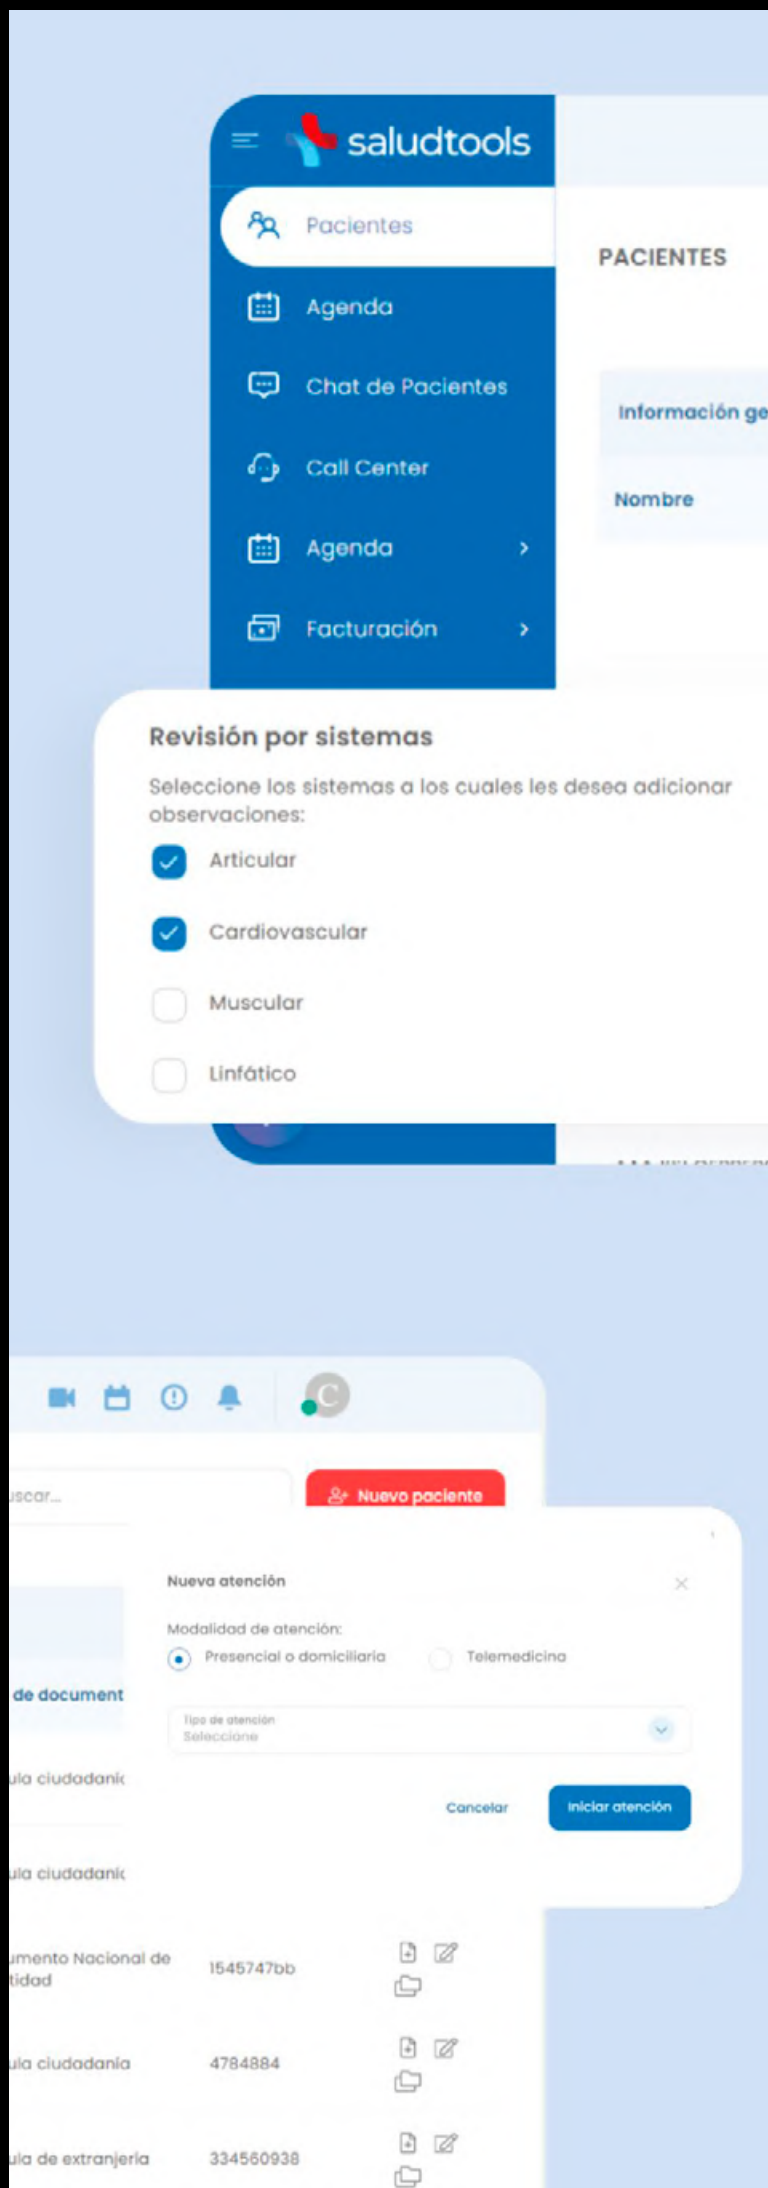 saludtools
Pacientes
PACIENTES
Agenda
Chat de Pacientes
Información ge
Call Center
Nombre
Agenda
Facturación
Revisión por sistemas
Seleccione los sistemas a los cuales les desea adicionar
observaciones:
Articular
Cardiovascular
Muscular
Linfático
C
uscar...
Nuevo paciente
Nueva atención
Modalidad de atención:
Presencial o domiciliaria Telemedicina
de document
Tipo de atención
Seleccione
ula ciudadanic
Cancelar Iniciar atención
ula ciudadanic
umento Nacional de
tidad
1545747bb
ula ciudadanía 4784884
ula de extranjería 334560938